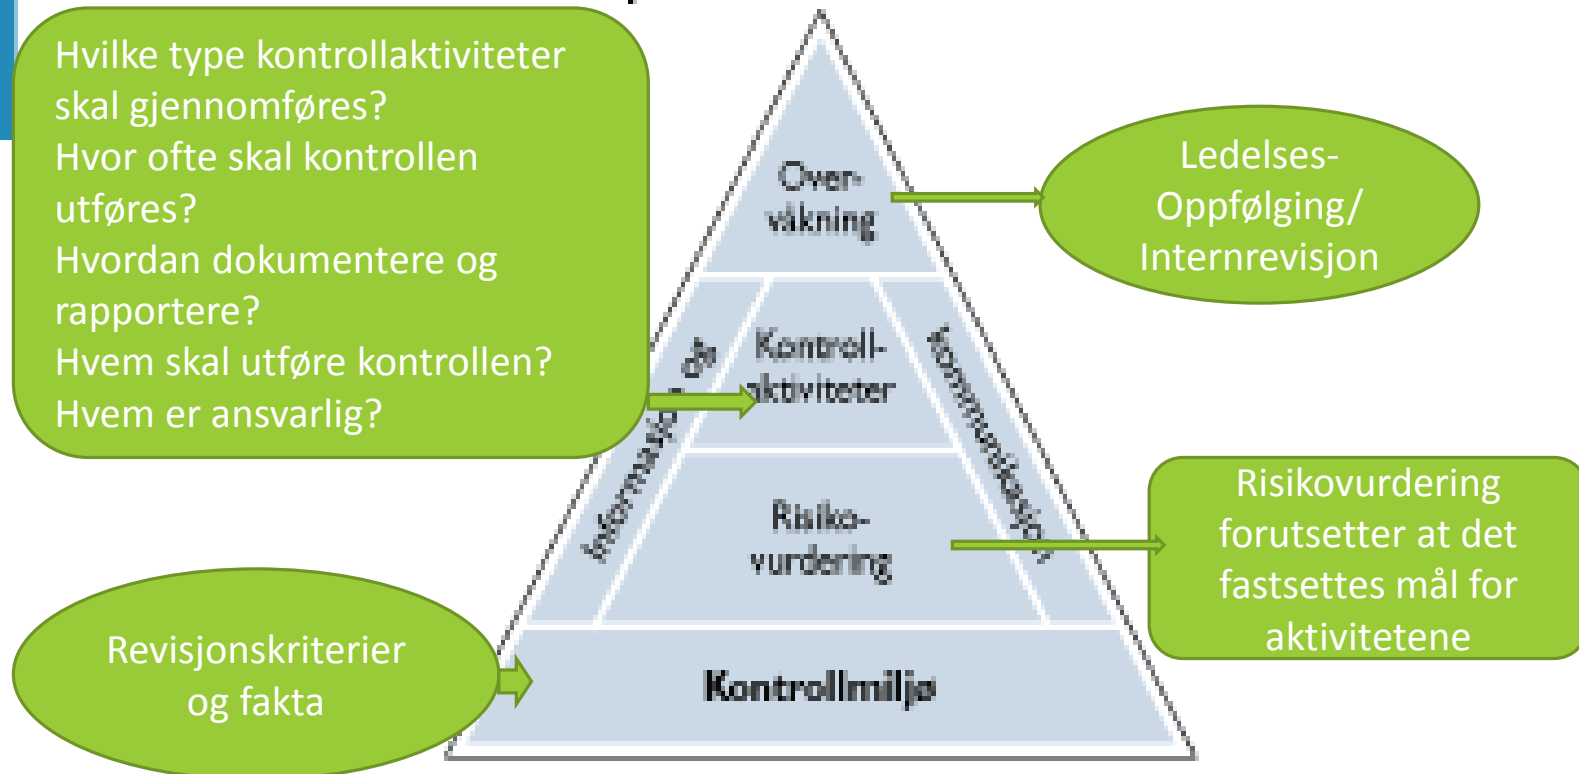 Hvilke type kontrollaktiviteter
skal gjennomføres?
Hvor ofte skal kontrollen
utføres?
Hvordan dokumentere og
rapportere?
Hvem skal utføre kontrollen?
Hvem er ansvarlig?
Over-
våkning
Ledelses-
Oppfølging/
Internrevisjon
Kontroll-
aktiviteter
Informasjon og
kommunikasjon
Risiko-
vurdering
Risikovurdering
forutsetter at det
fastsettes mål for
aktivitetene
Revisjonskriterier
og fakta
Kontrollmiljø